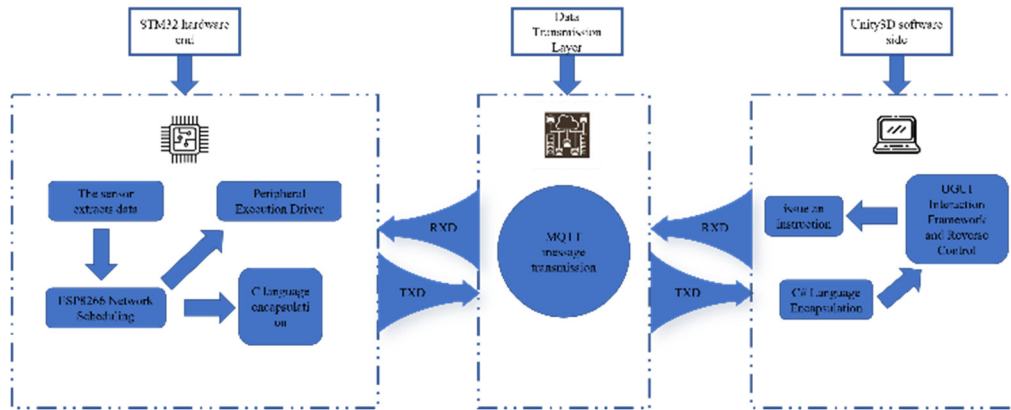 STM32 hardware
end
Data
Transmission
Layer
Unity3D software
side
The sensor
extracts data
Peripheral
Execution Driver
ESP8266 Network
Scheduling
C language
encapsulati
on
RXD
TXD
MQTT
message
transmission
RXD
TXD
issue an
Instruction
UGUI
Interaction
Framework
and Reverse
Control
C# Language
Encapsulation